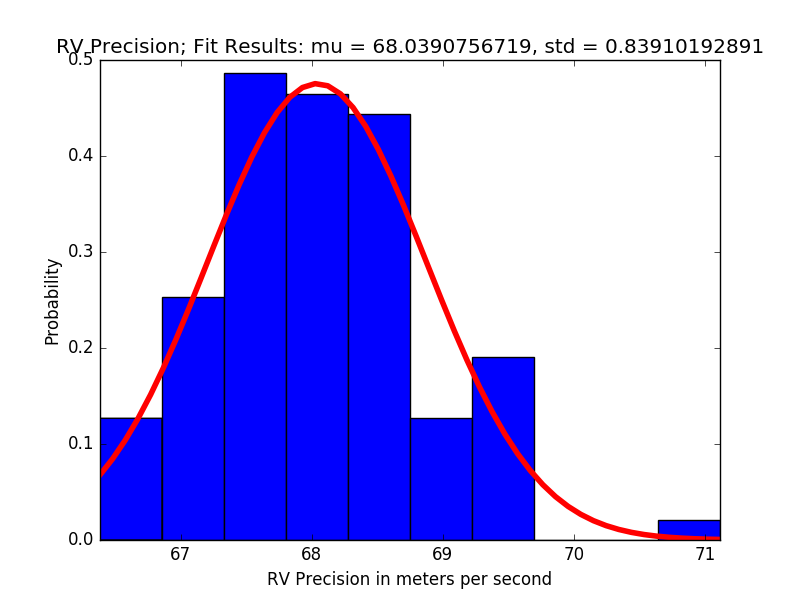 RV Precision; Fit Results: mu = 68.0390756719, std = 0.83910192891
0.5
0.4
0.3
0.2
0.1
0.0
Probability
67 68 69 70 71
RV Precision in meters per second